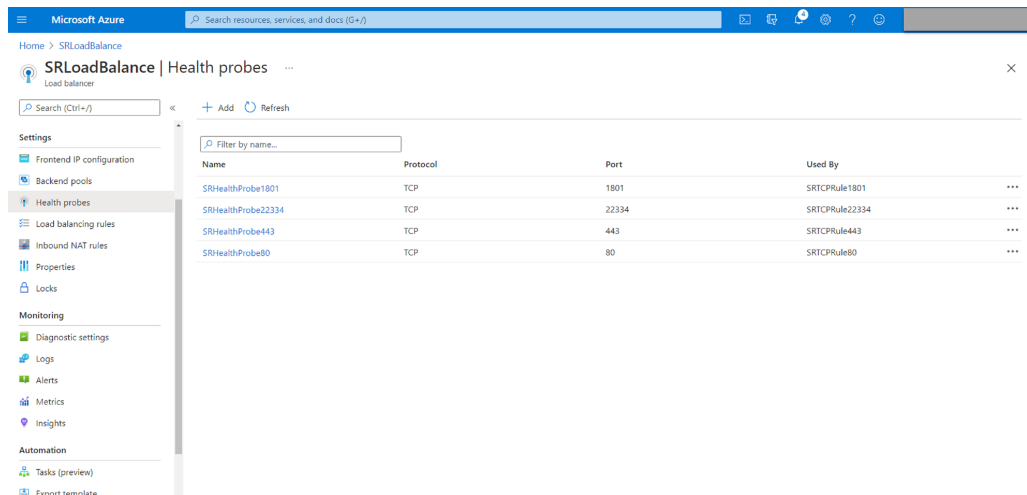 Microsoft Azure
Search resources, services, and docs (G+/)
4
Home > SRLoadBalance
SRLoadBalance | Health probes ...
Load balancer
Search (Ctrl+/)
«
+ Add
Refresh
Settings
Filter by name...
Frontend IP configuration
Name Protocol Port Used By
Backend pools
SRHealthProbe1801 TCP 1801 SRTCPRule1801 ...
Health probes
SRHealthProbe22334 TCP 22334 SRTCPRule22334 ...
Load balancing rules
SRHealthProbe443 TCP 443 SRTCPRule443 ...
Inbound NAT rules
SRHealthProbe80 TCP 80 SRTCPRule80 ...
Properties
Locks
Monitoring
Diagnostic settings
Logs
Alerts
Metrics
Insights
Automation
Tasks (preview)
Export template